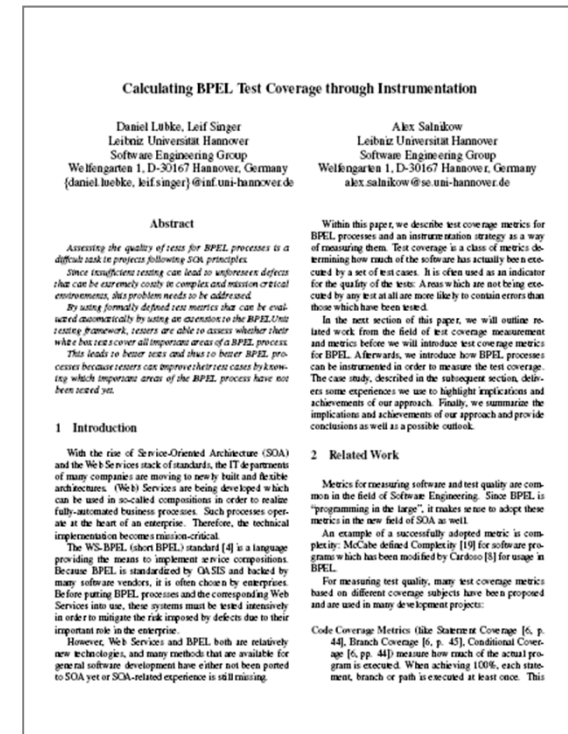 Calculating BPEL Test Coverage through Instrumentation
Daniel Lübke, Leif Singer
Leibniz Universität Hannover
Software Engineering Group
Welfengarten 1, D-30167 Hannover, Germany
{daniel.luebke, leif.singer}@inf.uni-hannover.de
Alex Salnikow
Leibniz Universität Hannover
Software Engineering Group
Welfengarten 1, D-30167 Hannover, Germany
alex.salnikow@se.uni-hannover.de
Abstract
Assessing the quality of tests for BPEL processes is a
difficult task in projects following SOA principles.
Since insufficient testing can lead to unforeseen defects
that can be extremely costly in complex and mission critical
environments, this problem needs to be addressed.
By using formally defined test metrics that can be eval-
uated automatically by using an extension to the BPELUnit
testing framework, testers are able to assess whether their
white box tests cover all important areas of a BPEL process.
This leads to better tests and thus to better BPEL pro-
cesses because testers can improve their test cases by know-
ing which important areas of the BPEL process have not
been tested yet.
1 Introduction
With the rise of Service-Oriented Architecture (SOA)
and the Web Services stack of standards, the IT departments
of many companies are moving to newly built and flexible
architectures. (Web) Services are being developed which
can be used in so-called compositions in order to realize
fully-automated business processes. Such processes oper-
ate at the heart of an enterprise. Therefore, the technical
implementation becomes mission-critical.
The WS-BPEL (short BPEL) standard [4] is a language
providing the means to implement service compositions.
Because BPEL is standardized by OASIS and backed by
many software vendors, it is often chosen by enterprises.
Before putting BPEL processes and the corresponding Web
Services into use, these systems must be tested intensively
in order to mitigate the risk imposed by defects due to their
important role in the enterprise.
However, Web Services and BPEL both are relatively
new technologies, and many methods that are available for
general software development have either not been ported
to SOA yet or SOA-related experience is still missing.
Within this paper, we describe test coverage metrics for
BPEL processes and an instrumentation strategy as a way
of measuring them. Test coverage is a class of metrics de-
termining how much of the software has actually been exe-
cuted by a set of test cases. It is often used as an indicator
for the quality of the tests: Areas which are not being exe-
cuted by any test at all are more likely to contain errors than
those which have been tested.
In the next section of this paper, we will outline re-
lated work from the field of test coverage measurement
and metrics before we will introduce test coverage metrics
for BPEL. Afterwards, we introduce how BPEL processes
can be instrumented in order to measure the test coverage.
The case study, described in the subsequent section, deliv-
ers some experiences we use to highlight implications and
achievements of our approach. Finally, we summarize the
implications and achievements of our approach and provide
conclusions as well as a possible outlook.
2 Related Work
Metrics for measuring software and test quality are com-
mon in the field of Software Engineering. Since BPEL is
"programming in the large", it makes sense to adopt these
metrics in the new field of SOA as well.
An example of a successfully adopted metric is com-
plexity: McCabe defined Complexity [19] for software pro-
grams which has been modified by Cardoso [8] for usage in
BPEL.
For measuring test quality, many test coverage metrics
based on different coverage subjects have been proposed
and are used in many development projects:
Code Coverage Metrics (like Statement Coverage [6, p.
44], Branch Coverage [6, p. 45], Conditional Cover-
age [6, pp. 44]) measure how much of the actual pro-
gram is executed. When achieving 100%, each state-
ment, branch or path is executed at least once. This